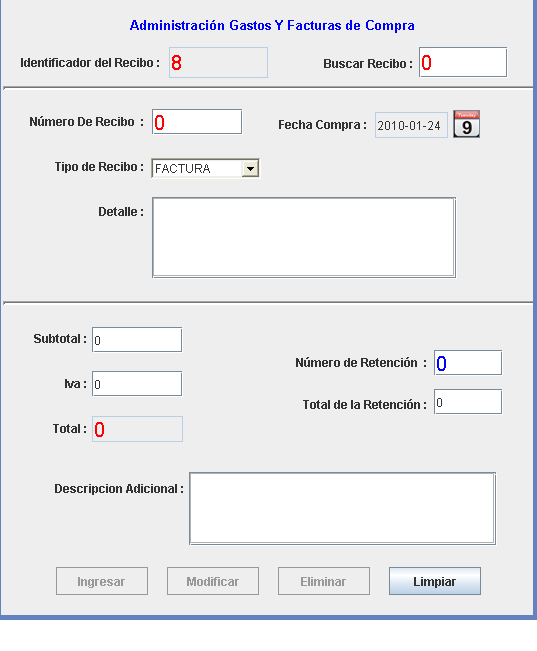 Administración Gastos Y Facturas de Compra
Identificador del Recibo : 8 Buscar Recibo : 0
Número De Recibo : 0 Fecha Compra : 2010-01-24 Tuesday 9
Tipo de Recibo : FACTURA
Detalle :
Subtotal : 0
Número de Retención : 0
Iva : 0
Total de la Retención : 0
Total : 0
Descripcion Adicional :
Ingresar Modificar Eliminar Limpiar